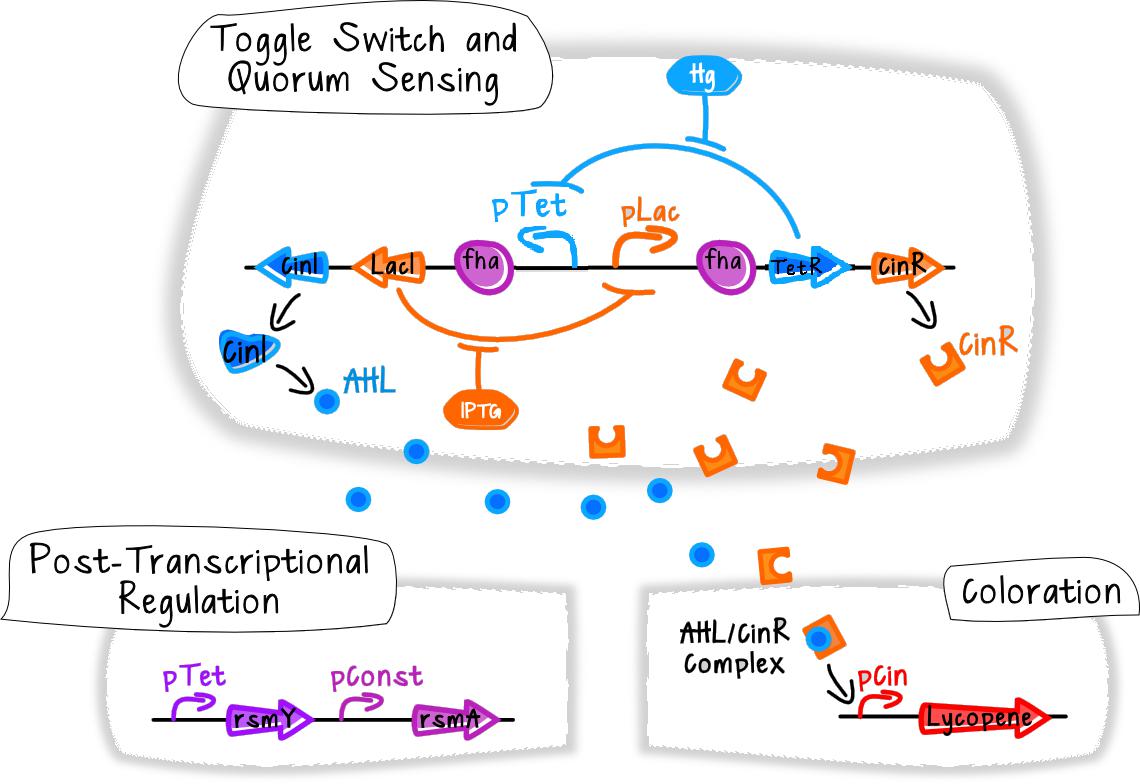 Toggle Switch and
Quorum Sensing
Hg
pTet
pLac
CinI
LacI
fha
fha
TetR
CinR
CinI
AHL
IPTG
CinR
Post-Transcriptional
Regulation
pTet
rsmY
pConst
rsmA
Coloration
AHL/CinR
Complex
pCin
Lycopene